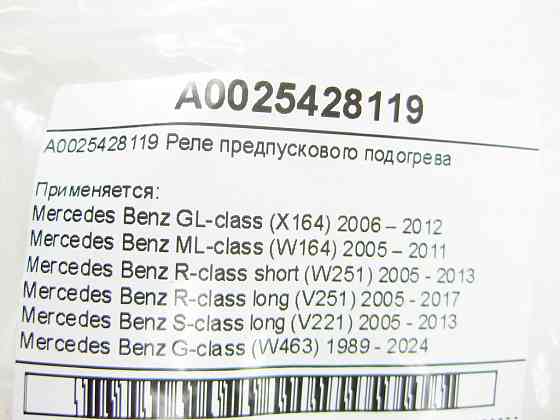 A0025428119
A0025428119 Реле предпускового подогрева
Применяется:
Mercedes Benz GL-class (X164) 2006 – 2012
Mercedes Benz ML-class (W164) 2005 – 2011
Mercedes Benz R-class short (W251) 2005 - 2013
Mercedes Benz R-class long (V251) 2005 - 2017
Mercedes Benz S-class long (V221) 2005 - 2013
Mercedes Benz G-class (W463) 1989 - 2024